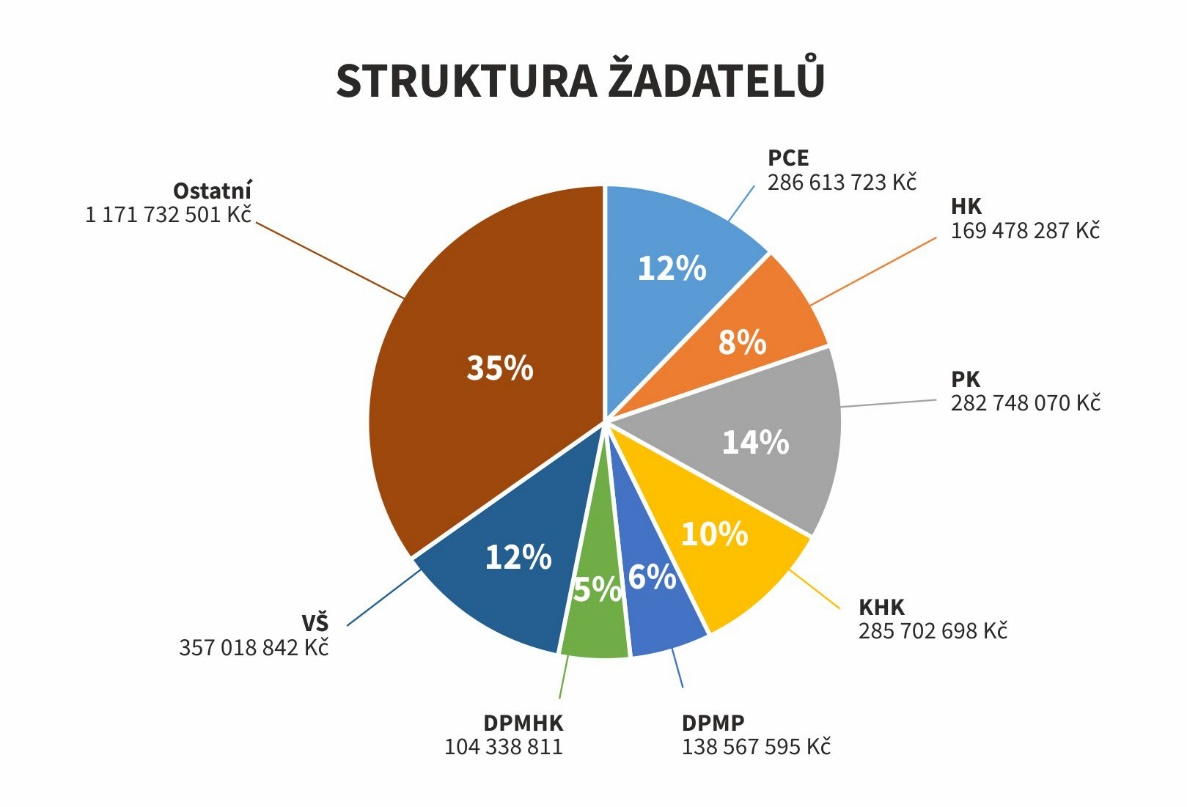 STRUKTURA ŽADATELŮ
PCE
286 613 723 Kč
HK
169 478 287 Kč
PK
282 748 070 Kč
KHK
285 702 698 Kč
DPMP
138 567 595 Kč
DPMHK
104 338 811
VŠ
357 018 842 Kč
Ostatní
1 171 732 501 Kč
12%
8%
14%
10%
6%
5%
12%
35%